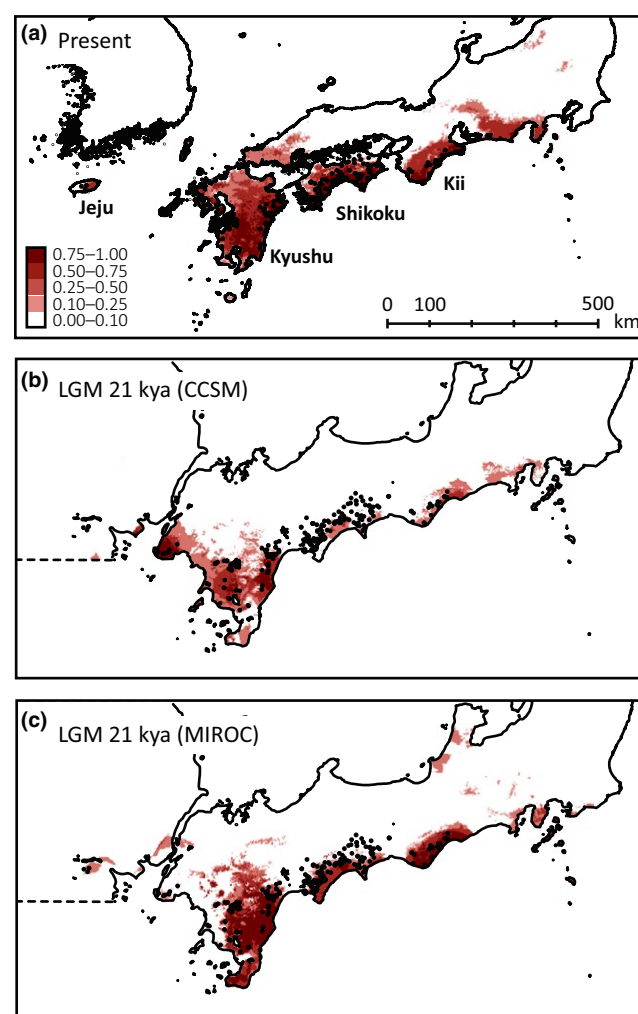 (a) Present
Jeju
Kii
Shikoku
Kyushu
0.75–1.00
0.50–0.75
0.25–0.50
0.10–0.25
0.00–0.10
0 100 500
km
(b) LGM 21 kya (CCSM)
(c) LGM 21 kya (MIROC)